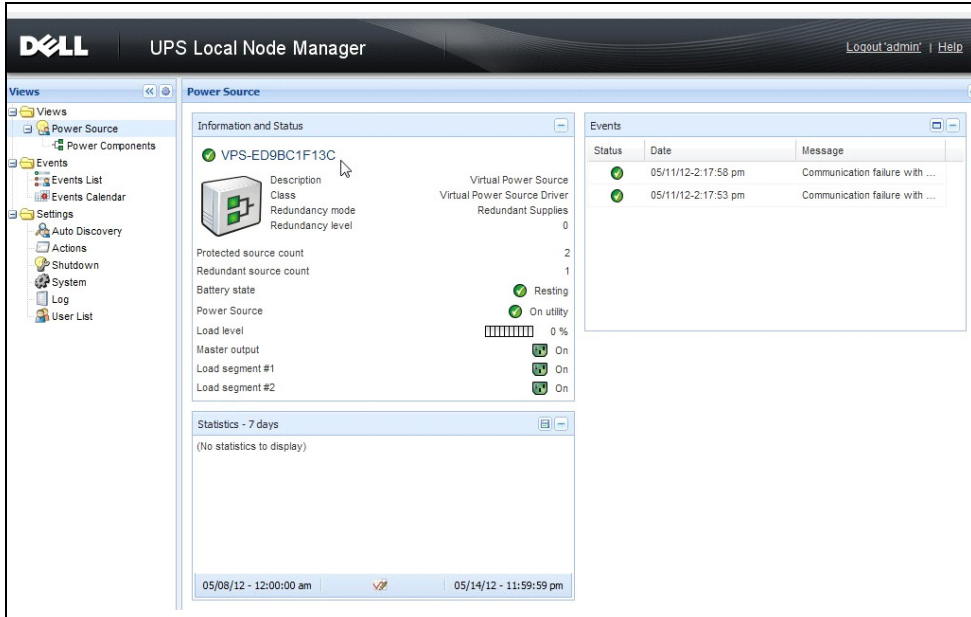 DELL
UPS Local Node Manager
Logout 'admin' | Help
Views
Views
Power Source
Power Components
Events
Events List
Events Calendar
Settings
Auto Discovery
Actions
Shutdown
System
Log
User List
Power Source
Information and Status
VPS-ED9BC1F13C
Description Virtual Power Source
Class Virtual Power Source Driver
Redundancy mode Redundant Supplies
Redundancy level 0
Protected source count 2
Redundant source count 1
Battery state Resting
Power Source On utility
Load level 0 %
Master output On
Load segment #1 On
Load segment #2 On
Statistics - 7 days
(No statistics to display)
05/08/12 - 12:00:00 am 05/14/12 - 11:59:59 pm
Events
Status Date Message
05/11/12-2:17:58 pm Communication failure with ...
05/11/12-2:17:53 pm Communication failure with ...